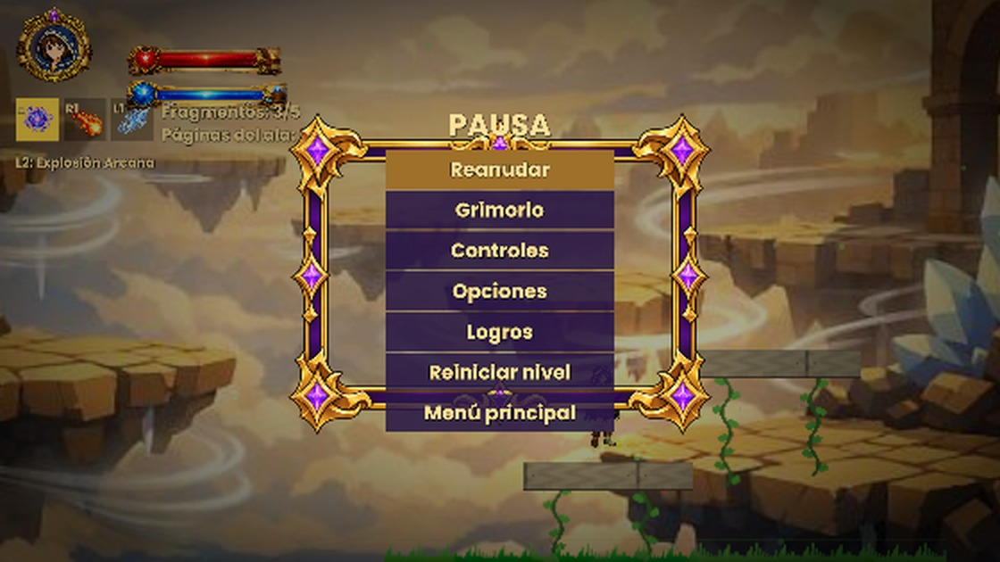 R1
L1
Fragmentos: 3/5
Páginas del ala:
L2: Explosión Arcana
PAUSA
Reanudar
Grimorio
Controles
Opciones
Logros
Reiniciar nivel
Menú principal